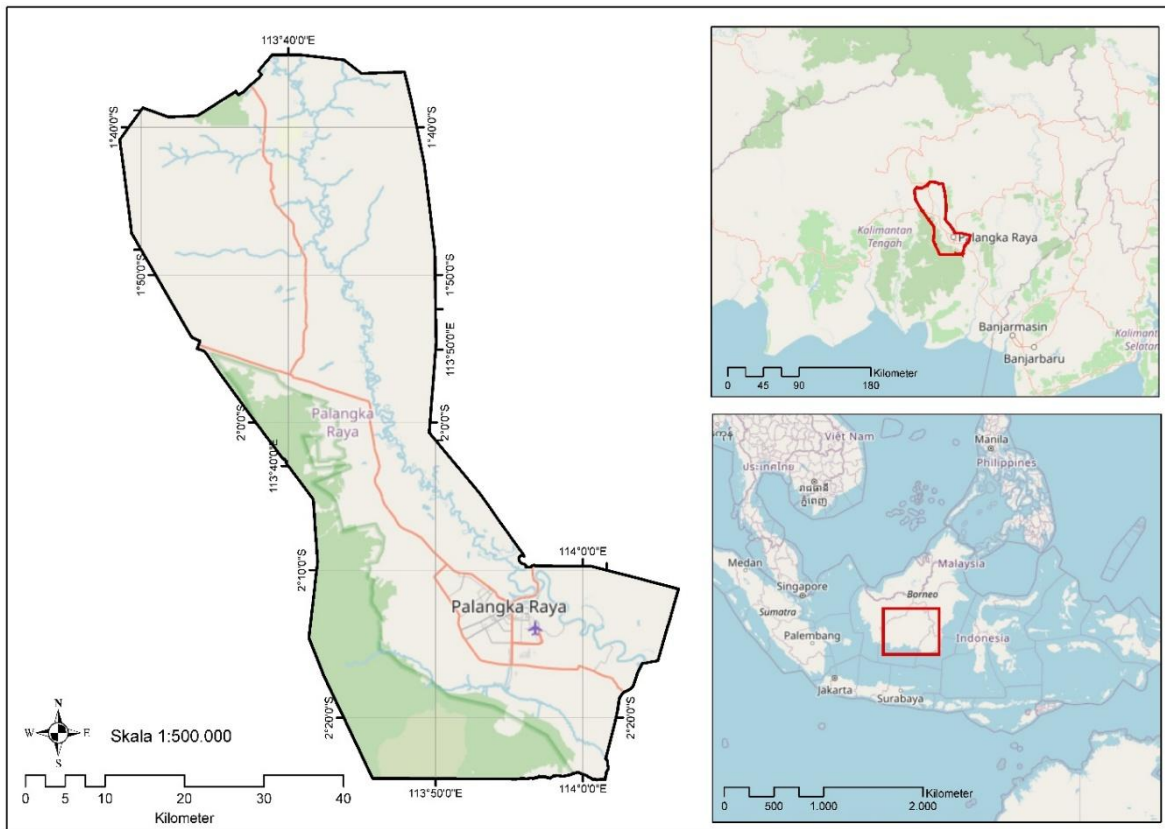 113°40'0"E
1°40'0"S
1°40'0"S
1°50'0"S
1°50'0"S
113°50'0"E
Palangka
Raya
2°0'0"S
2°0'0"S
113°40'0"E
2°10'0"S
114°0'0"E
Palangka Raya
2°20'0"S
2°20'0"S
113°50'0"E
114°0'0"E
N
W E
S
Skala 1:500.000
0 5 10 20 30 40
Kilometer
Kalimantan
Tengah
Palangka Raya
Banjarmasin
Banjarbaru
Kalimantan
Selatan
Kilometer
0 45 90 180
Việt Nam
Manila
Philippines
ประเทศไทย
Medan
Malaysia
Singapore
Borneo
Sumatra
Palembang
Indonesia
Jakarta
Surabaya
Kilometer
0 500 1.000 2.000